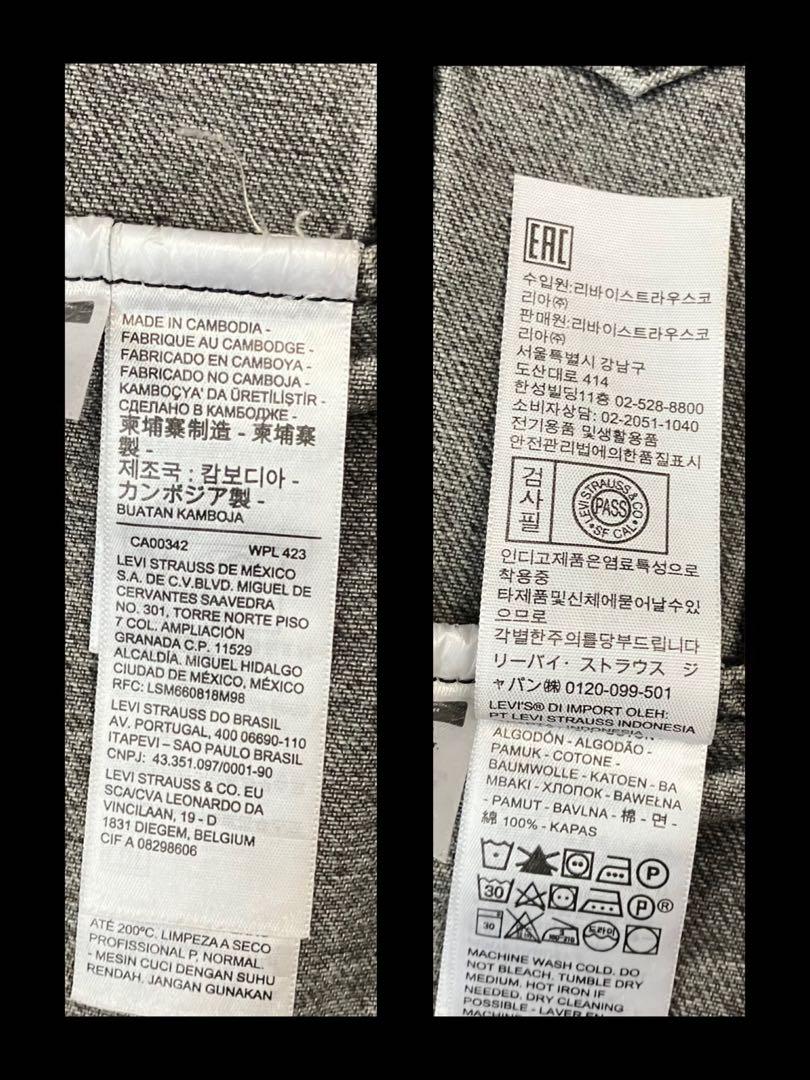 MADE IN CAMBODIA -
FABRIQUE AU CAMBODGE -
FABRICADO EN CAMBOYA -
FABRICADO NO CAMBOJA -
KAMBOÇYA' DA ÜRETİLİŞTİR -
СДЕЛАНО В КАМБОДЖЕ -
柬埔寨制造 - 柬埔寨
製 -
제조국 : 캄보디아 -
カンボジア製 -
BUATAN KAMBOJA
CA00342 WPL 423
LEVI STRAUSS DE MÉXICO
S.A. DE C.V.BLVD. MIGUEL DE
CERVANTES SAAVEDRA
NO. 301, TORRE NORTE PISO
7 COL. AMPLIACIÓN
GRANADA C.P. 11529
ALCALDÍA. MIGUEL HIDALGO
CIUDAD DE MÉXICO, MÉXICO
RFC: LSM660818M98
LEVI STRAUSS DO BRASIL
AV. PORTUGAL, 400 06690-110
ITAPEVI – SAO PAULO BRASIL
CNPJ: 43.351.097/0001-90
LEVI STRAUSS & CO. EU
SCA/CVA LEONARDO DA
VINCILAAN, 19 - D
1831 DIEGEM, BELGIUM
CIF A 08298606
ATÉ 200ºC. LIMPEZA A SECO
PROFISSIONAL P, NORMAL.
- MESIN CUCI DENGAN SUHU
RENDAH. JANGAN GUNAKAN
EAC
수입원:리바이스트라우스코
리아㈜
판매원:리바이스트라우스코
리아㈜
서울특별시 강남구
도산대로 414
한성빌딩11층 02-528-8800
소비자상담: 02-2051-1040
전기용품 및생활용품
안전관리법에의한품질표시
검사필
LEVI STRAUSS & CO
PASS
SF CAL
인디고제품은염료특성으로
착용중
타제품및신체에묻어날수있
으므로
각별한주의를당부드립니다
リーバイ・ストラウス ジ
ャパン㈱ 0120-099-501
LEVI'S® DI IMPORT OLEH:
PT LEVI STRAUSS INDONESIA
ALGODÓN - ALGODÃO -
PAMUK - COTONE -
BAUMWOLLE - KATOEN - BA
MBAKI - ХЛОПОК - BAWEŁNA
- PAMUT - BAVLNA - 棉 - 면 -
綿 100% - KAPAS
P
30 P®
30 드라이
MACHINE WASH COLD. DO
NOT BLEACH. TUMBLE DRY
MEDIUM. HOT IRON IF
NEEDED. DRY CLEANING
POSSIBLE - LAVER EN